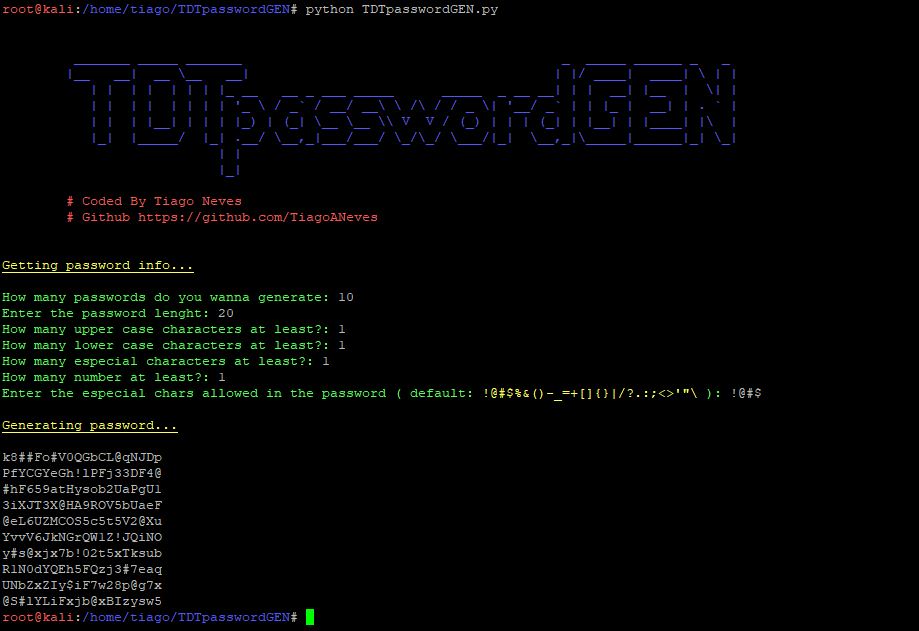 root@kali:/home/tiago/TDTpasswordGEN# python TDTpasswordGEN.py
TDTpasswordGEN
# Coded By Tiago Neves
# Github https://github.com/TiagoANeves
Getting password info...
How many passwords do you wanna generate: 10
Enter the password lenght: 20
How many upper case characters at least?: 1
How many lower case characters at least?: 1
How many especial characters at least?: 1
How many number at least?: 1
Enter the especial chars allowed in the password ( default: !@#$%&()-_=+[]{}|/?.:;<>'"\ ): !@#$
Generating password...
k8##Fo#V0QGbCL@qNJDp
PfYCGYeGh!lPFj33DF4@
#hF659atHysob2UaPgU1
3iXJT3X@HA9ROV5bUaeF
@eL6UZMCOS5c5t5V2@Xu
YvvV6JkNGrQW1Z!JQiNO
y#s@xjx7b!02t5xTksub
R1N0dYQEh5FQzj3#7eaq
UNbZxZIy$iF7w28p@g7x
@S#lYLiFxjb@xBIzysw5
root@kali:/home/tiago/TDTpasswordGEN#